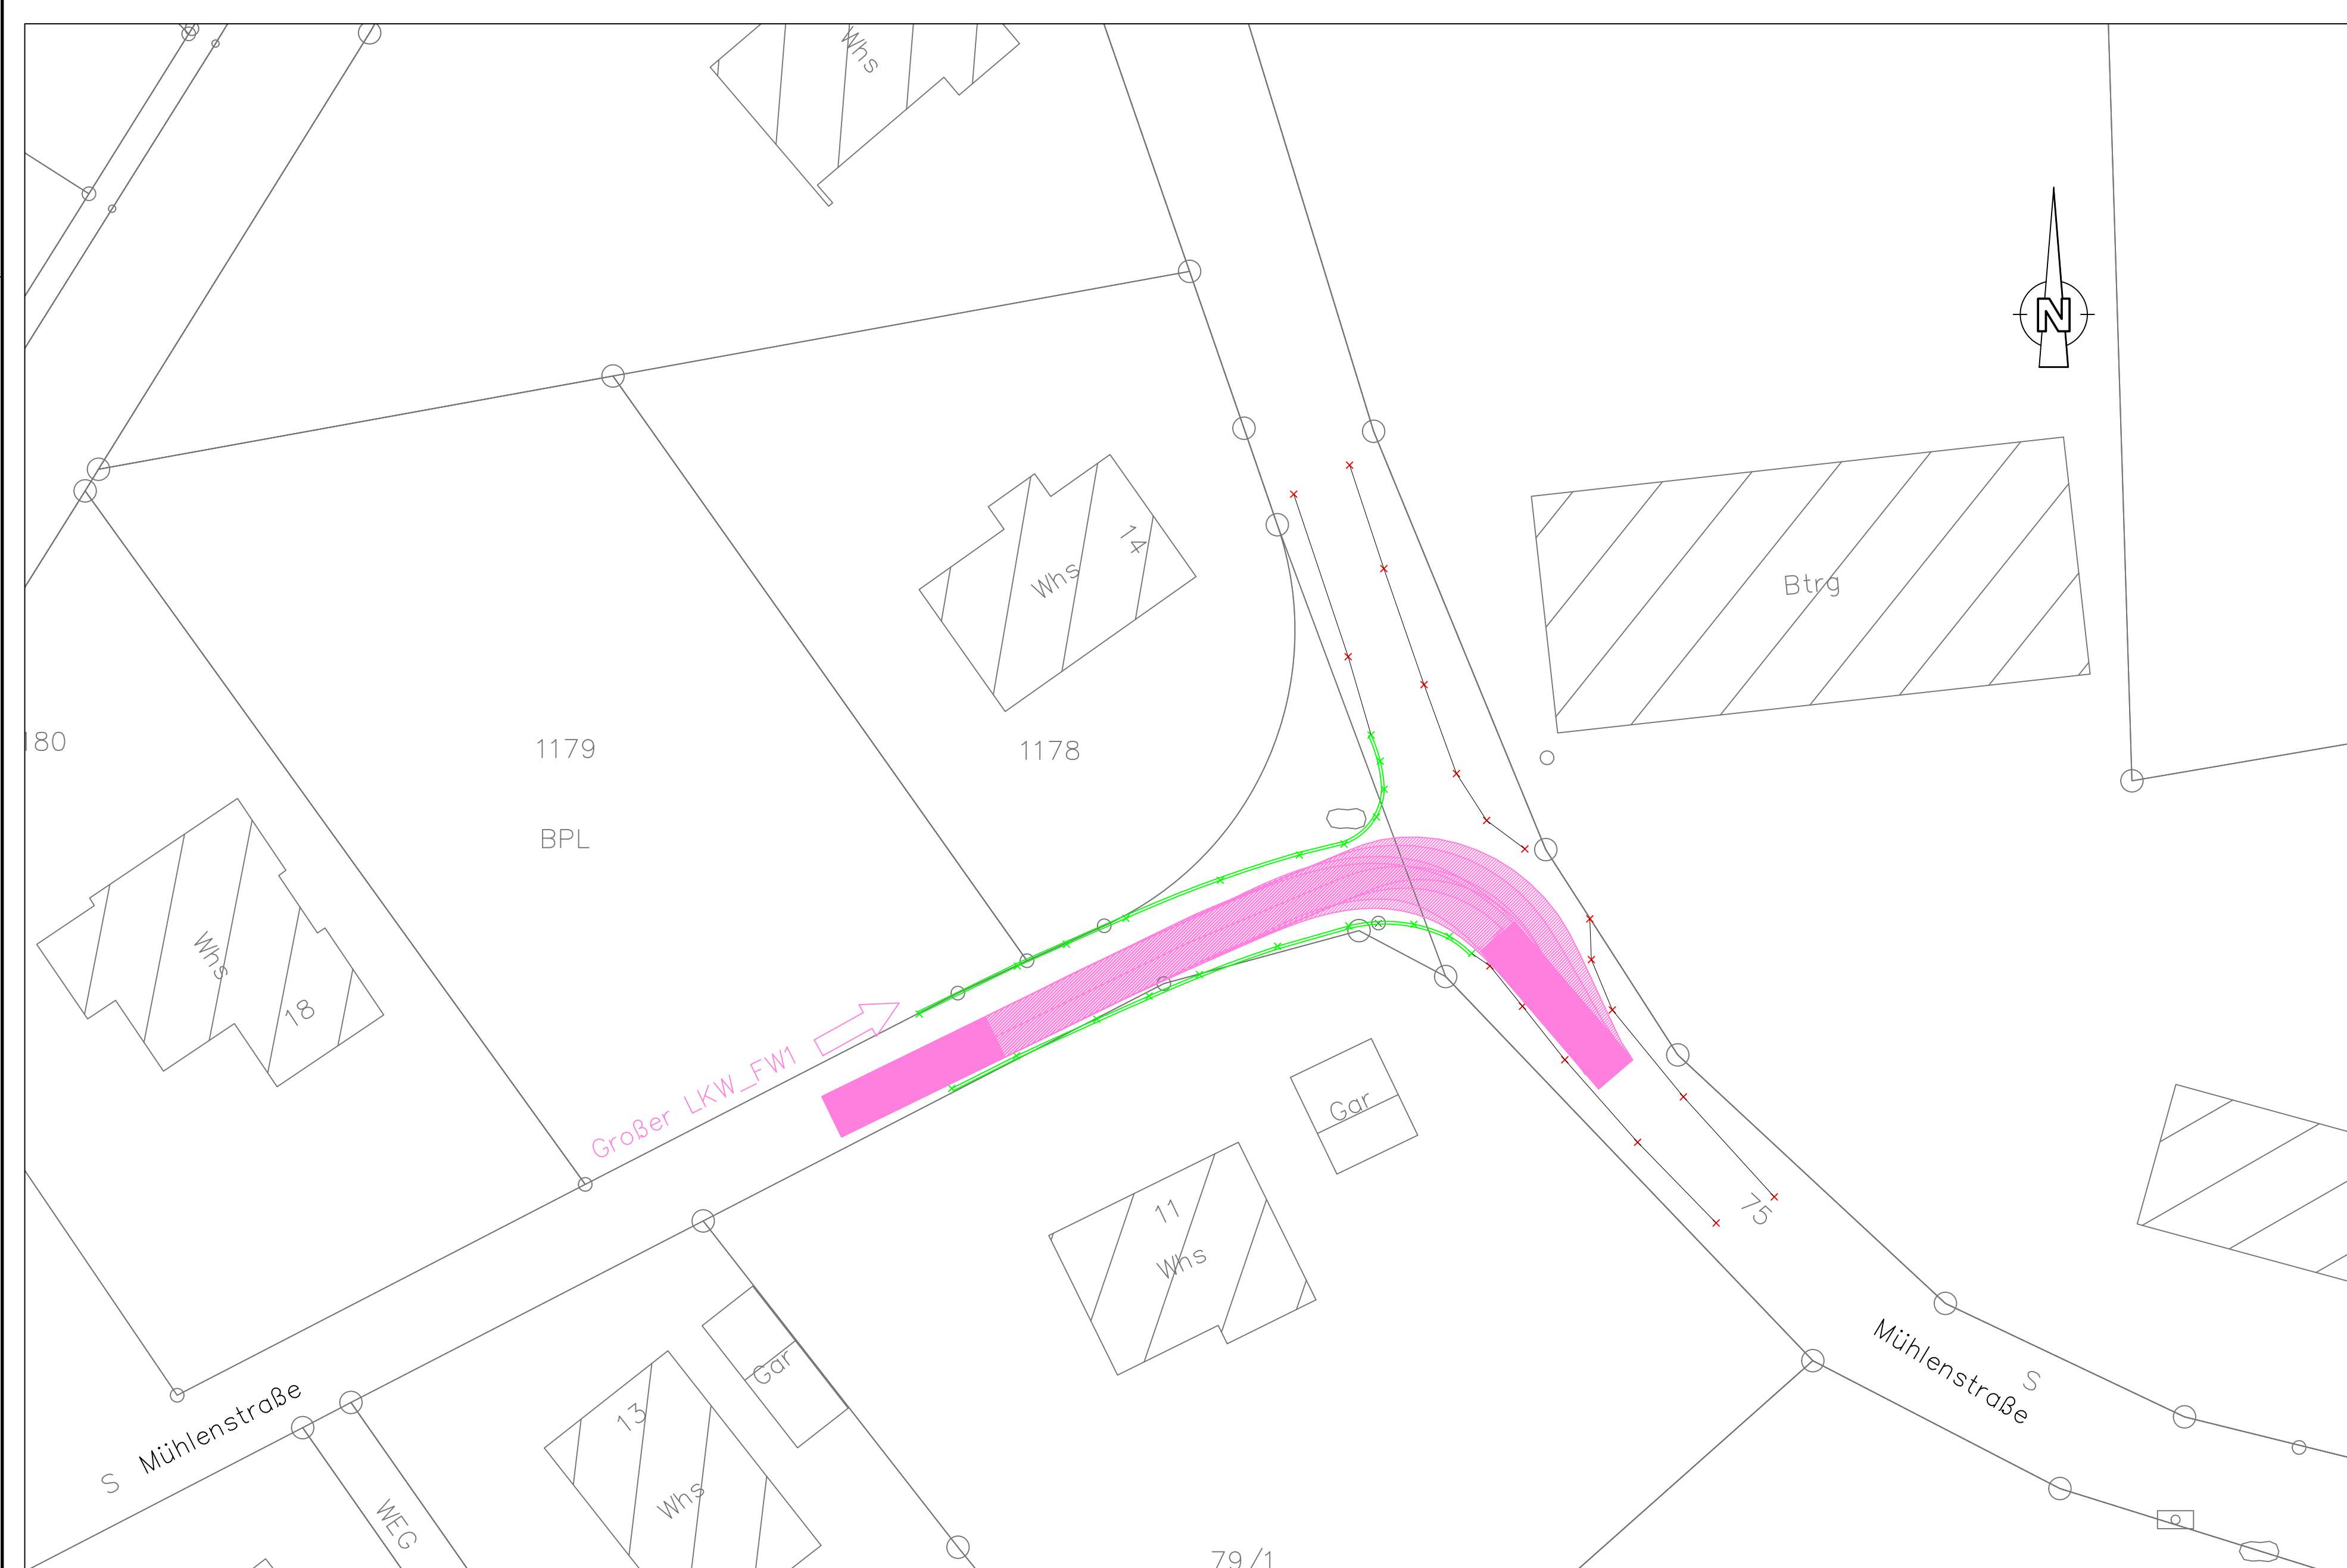 Whs
N
14
Whs
Btrg
180
1179
1178
BPL
Whs
18
Großer LKW_FW1
Gar
11
Whs
75
Gar
13
Whs
Mühlenstraße
S
Mühlenstraße
S
WEG
79/1